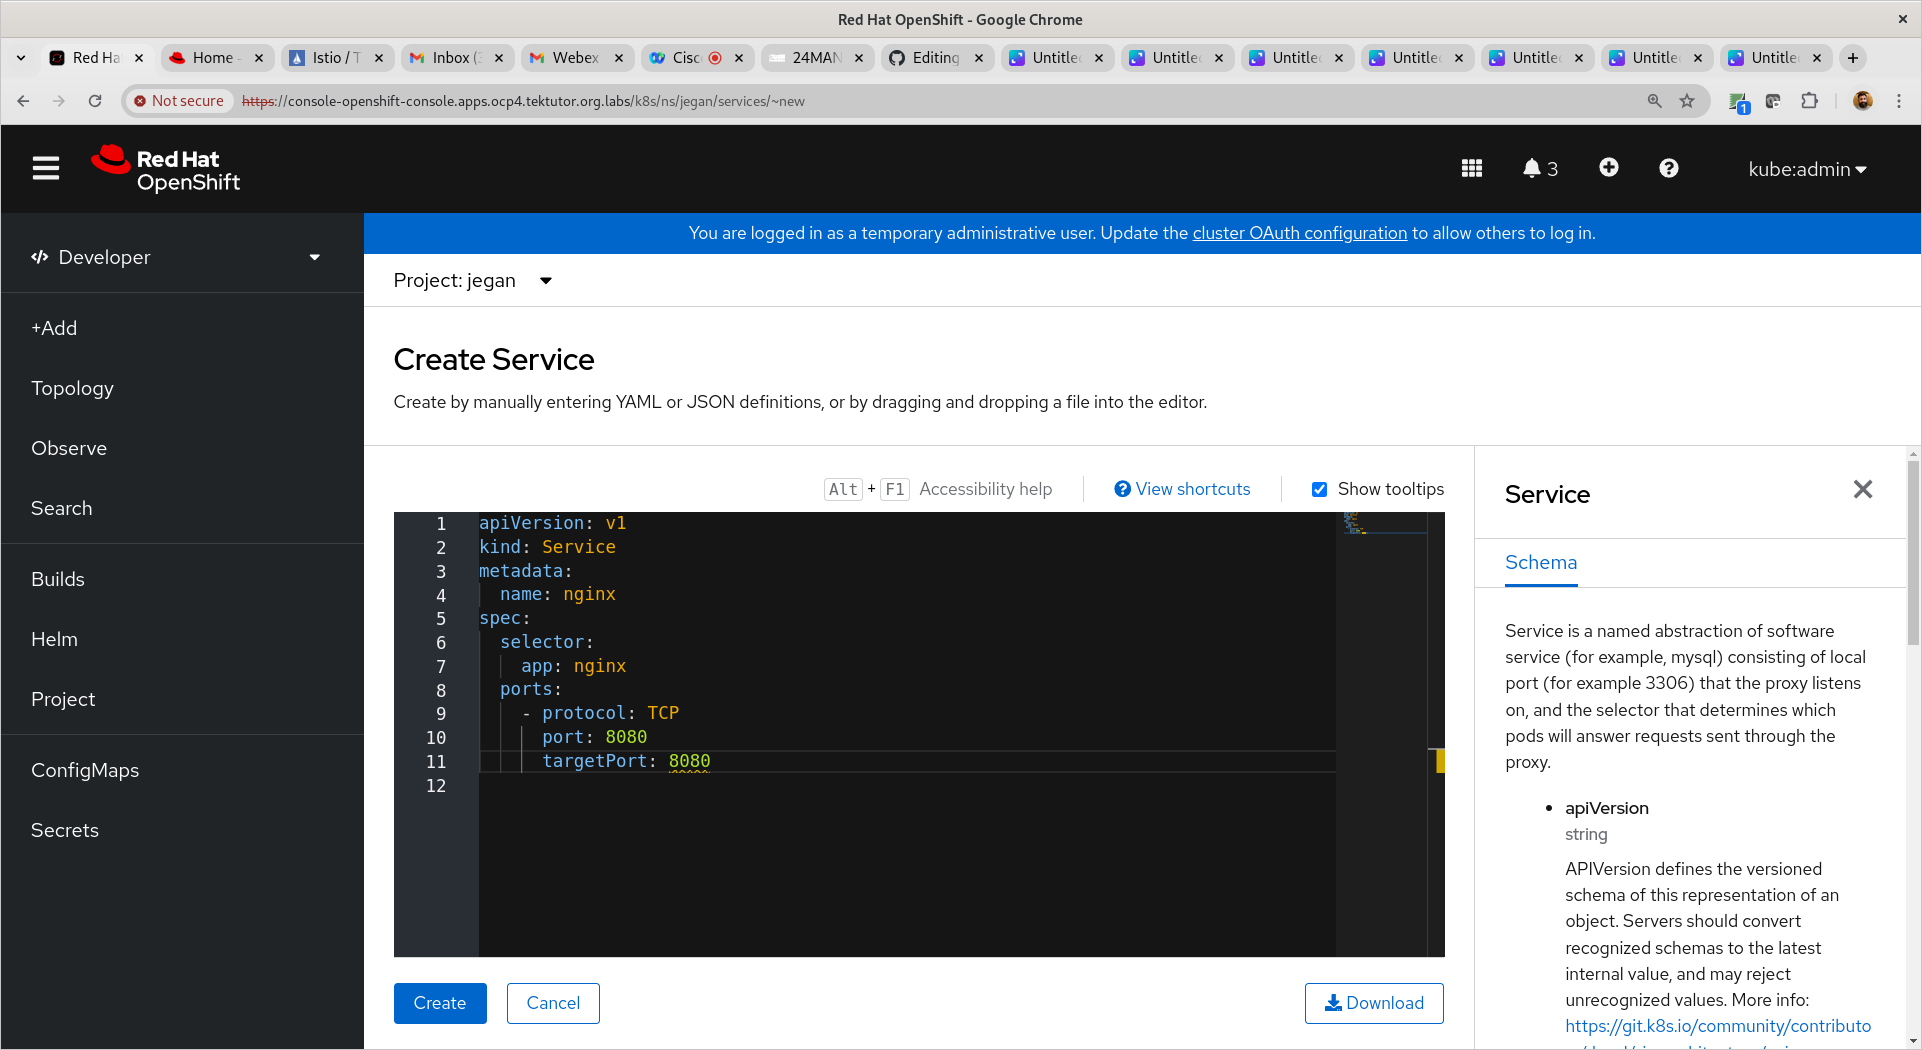 Red Hat OpenShift - Google Chrome
Red Ha
Home -
Istio / T
Inbox (3
Webex
Cisc
24MAN
Editing
Untitle
Untitle
Untitle
Untitle
Untitle
Untitle
Untitle
Not secure
https://console-openshift-console.apps.ocp4.tektutor.org.labs/k8s/ns/jegan/services/~new
1
Red Hat
OpenShift
3
kube:admin
You are logged in as a temporary administrative user. Update the cluster OAuth configuration to allow others to log in.
Developer
+Add
Topology
Observe
Search
Builds
Helm
Project
ConfigMaps
Secrets
Project: jegan
Create Service
Create by manually entering YAML or JSON definitions, or by dragging and dropping a file into the editor.
Alt + F1 Accessibility help
View shortcuts
Show tooltips
1 apiVersion: v1
2 kind: Service
3 metadata:
4 name: nginx
5 spec:
6 selector:
7 app: nginx
8 ports:
9 - protocol: TCP
10 port: 8080
11 targetPort: 8080
12
Create
Cancel
Download
Service
Schema
Service is a named abstraction of software
service (for example, mysql) consisting of local
port (for example 3306) that the proxy listens
on, and the selector that determines which
pods will answer requests sent through the
proxy.
• apiVersion
string
APIVersion defines the versioned
schema of this representation of an
object. Servers should convert
recognized schemas to the latest
internal value, and may reject
unrecognized values. More info:
https://git.k8s.io/community/contributo